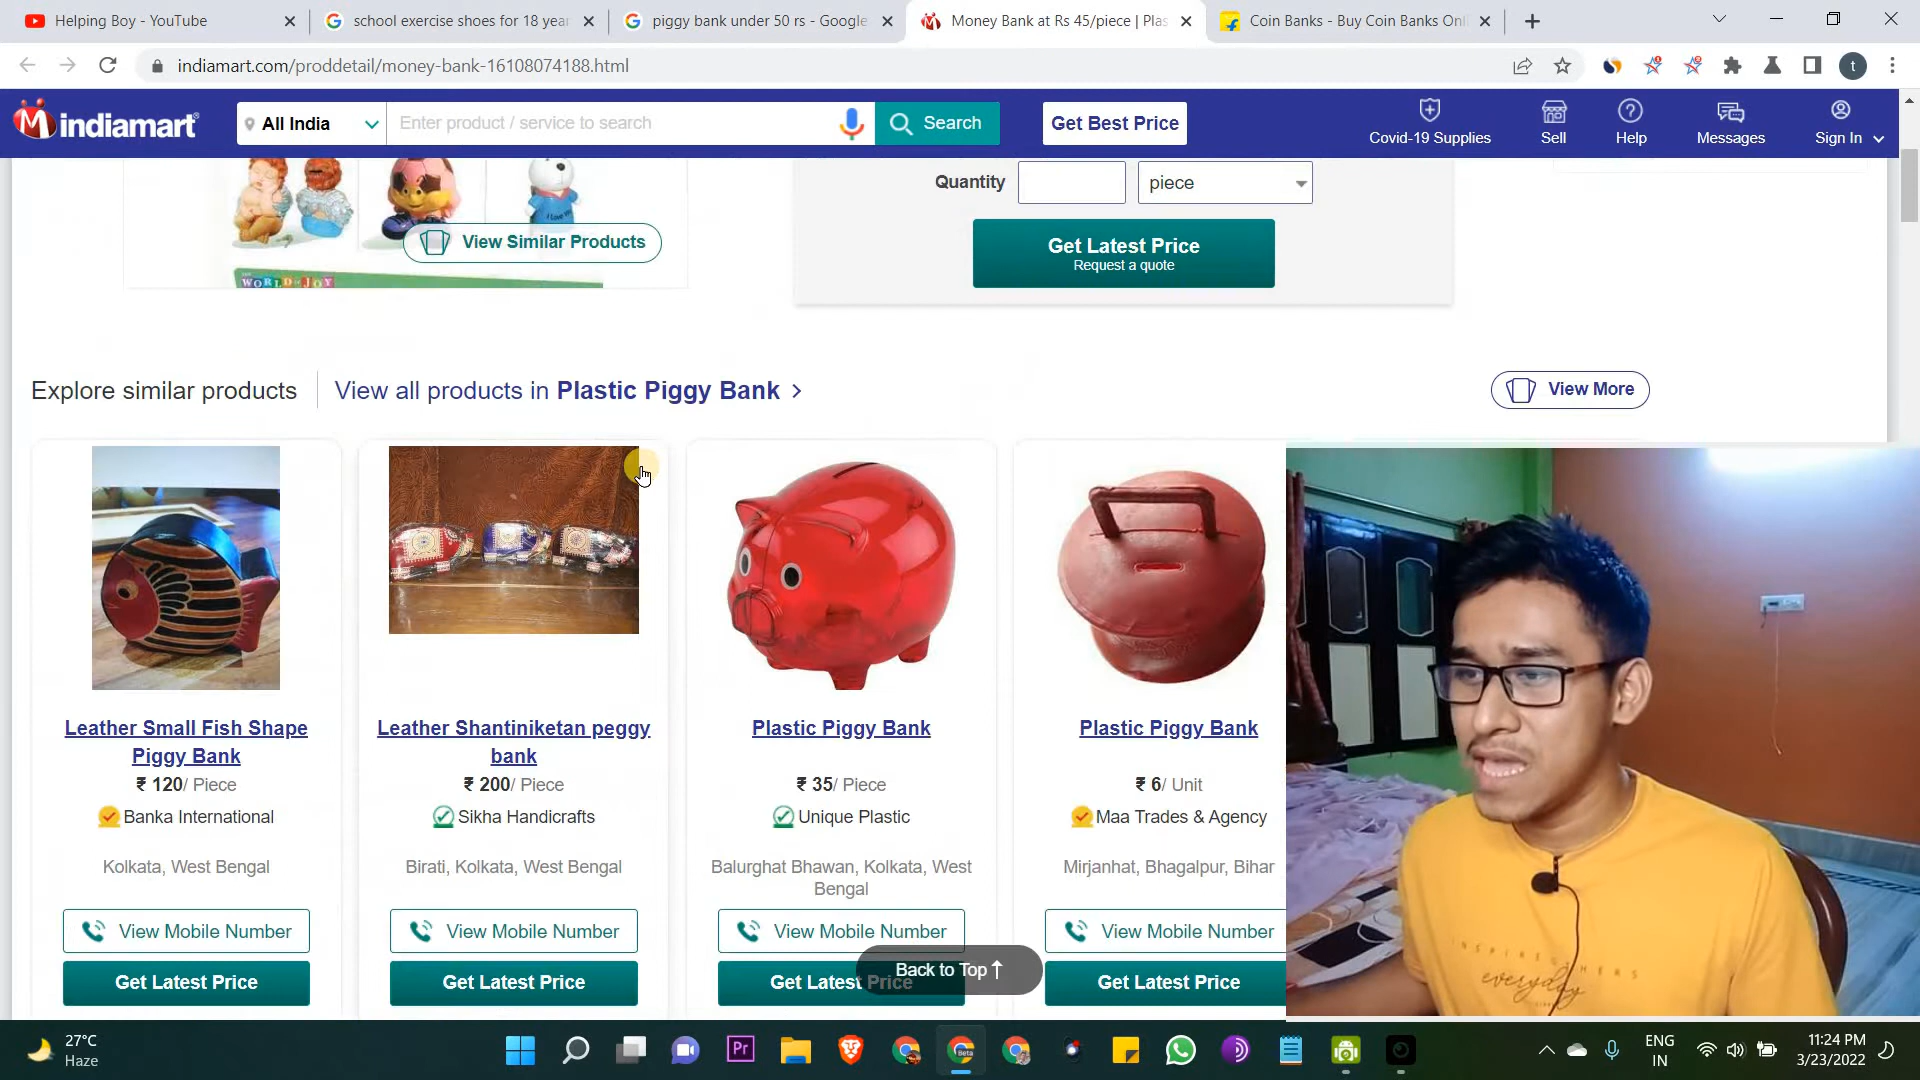 Helping Boy - YouTube
school exercise shoes for 18 year
piggy bank under 50 rs - Google
Money Bank at Rs 45/piece | Plas
Coin Banks - Buy Coin Banks Onl
indiamart.com/proddetail/money-bank-16108074188.html
t
indiamart
All India
Enter product / service to search
Search
Get Best Price
Covid-19 Supplies
Sell
Help
Messages
Sign In
Quantity
piece
View Similar Products
WORLD of JOY
Get Latest Price
Request a quote
Explore similar products
View all products in Plastic Piggy Bank >
View More
Leather Small Fish Shape
Piggy Bank
₹ 120/ Piece
Banka International
Kolkata, West Bengal
View Mobile Number
Get Latest Price
Leather Shantiniketan peggy
bank
₹ 200/ Piece
Sikha Handicrafts
Birati, Kolkata, West Bengal
View Mobile Number
Get Latest Price
Plastic Piggy Bank
₹ 35/ Piece
Unique Plastic
Balurghat Bhawan, Kolkata, West
Bengal
View Mobile Number
Get Latest Price
Plastic Piggy Bank
₹ 6/ Unit
Maa Trades & Agency
Mirjanhat, Bhagalpur, Bihar
View Mobile Number
Get Latest Price
Back to Top
everyday
27°C
Haze
Pr
Beta
ENG
IN
11:24 PM
3/23/2022